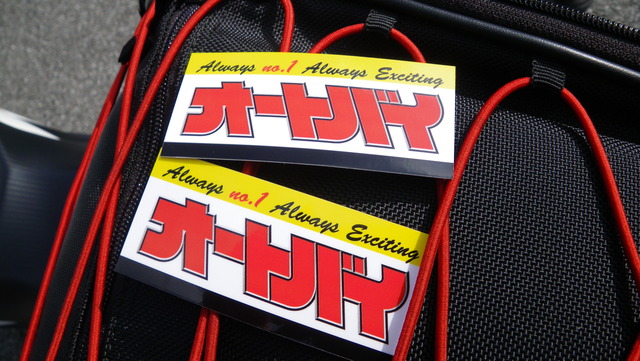 Always no.1 Always Exciting
オートバイ
Always no.1 Always Exciting
オートバイ